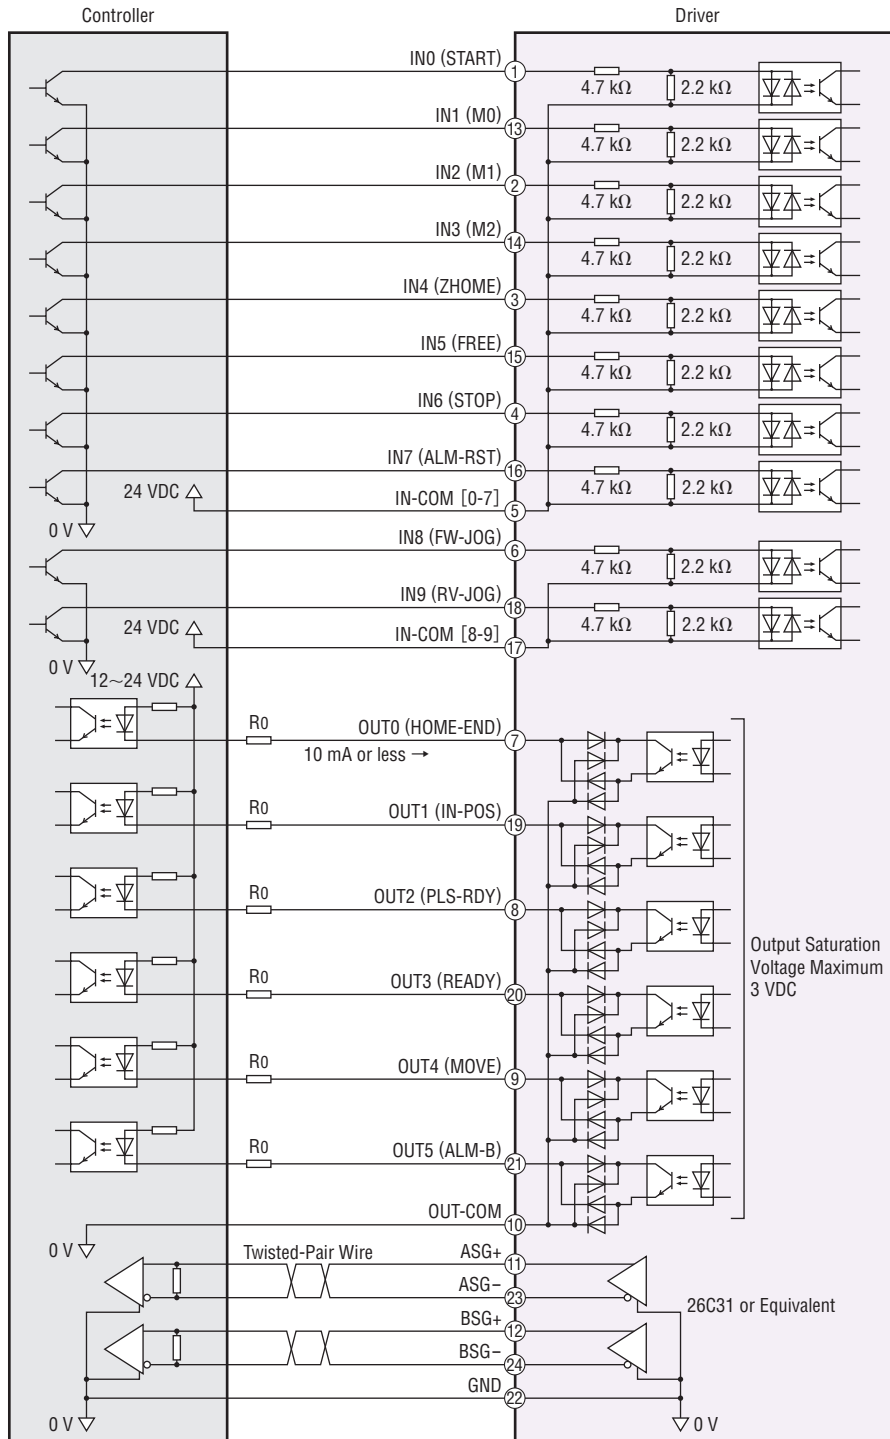 Controller
Driver
IN0 (START)
1
4.7 kΩ
2.2 kΩ
IN1 (M0)
13
4.7 kΩ
2.2 kΩ
IN2 (M1)
2
4.7 kΩ
2.2 kΩ
IN3 (M2)
14
4.7 kΩ
2.2 kΩ
IN4 (ZHOME)
3
4.7 kΩ
2.2 kΩ
IN5 (FREE)
15
4.7 kΩ
2.2 kΩ
IN6 (STOP)
4
4.7 kΩ
2.2 kΩ
IN7 (ALM-RST)
16
4.7 kΩ
2.2 kΩ
24 VDC
IN-COM [0-7]
5
0 V
IN8 (FW-JOG)
6
4.7 kΩ
2.2 kΩ
IN9 (RV-JOG)
18
4.7 kΩ
2.2 kΩ
24 VDC
IN-COM [8-9]
17
0 V
12~24 VDC
R0
OUT0 (HOME-END)
7
10 mA or less →
R0
OUT1 (IN-POS)
19
R0
OUT2 (PLS-RDY)
8
Output Saturation
Voltage Maximum
3 VDC
R0
OUT3 (READY)
20
R0
OUT4 (MOVE)
9
R0
OUT5 (ALM-B)
21
OUT-COM
10
0 V
Twisted-Pair Wire
ASG+
11
ASG−
23
26C31 or Equivalent
BSG+
12
BSG−
24
GND
22
0 V
0 V